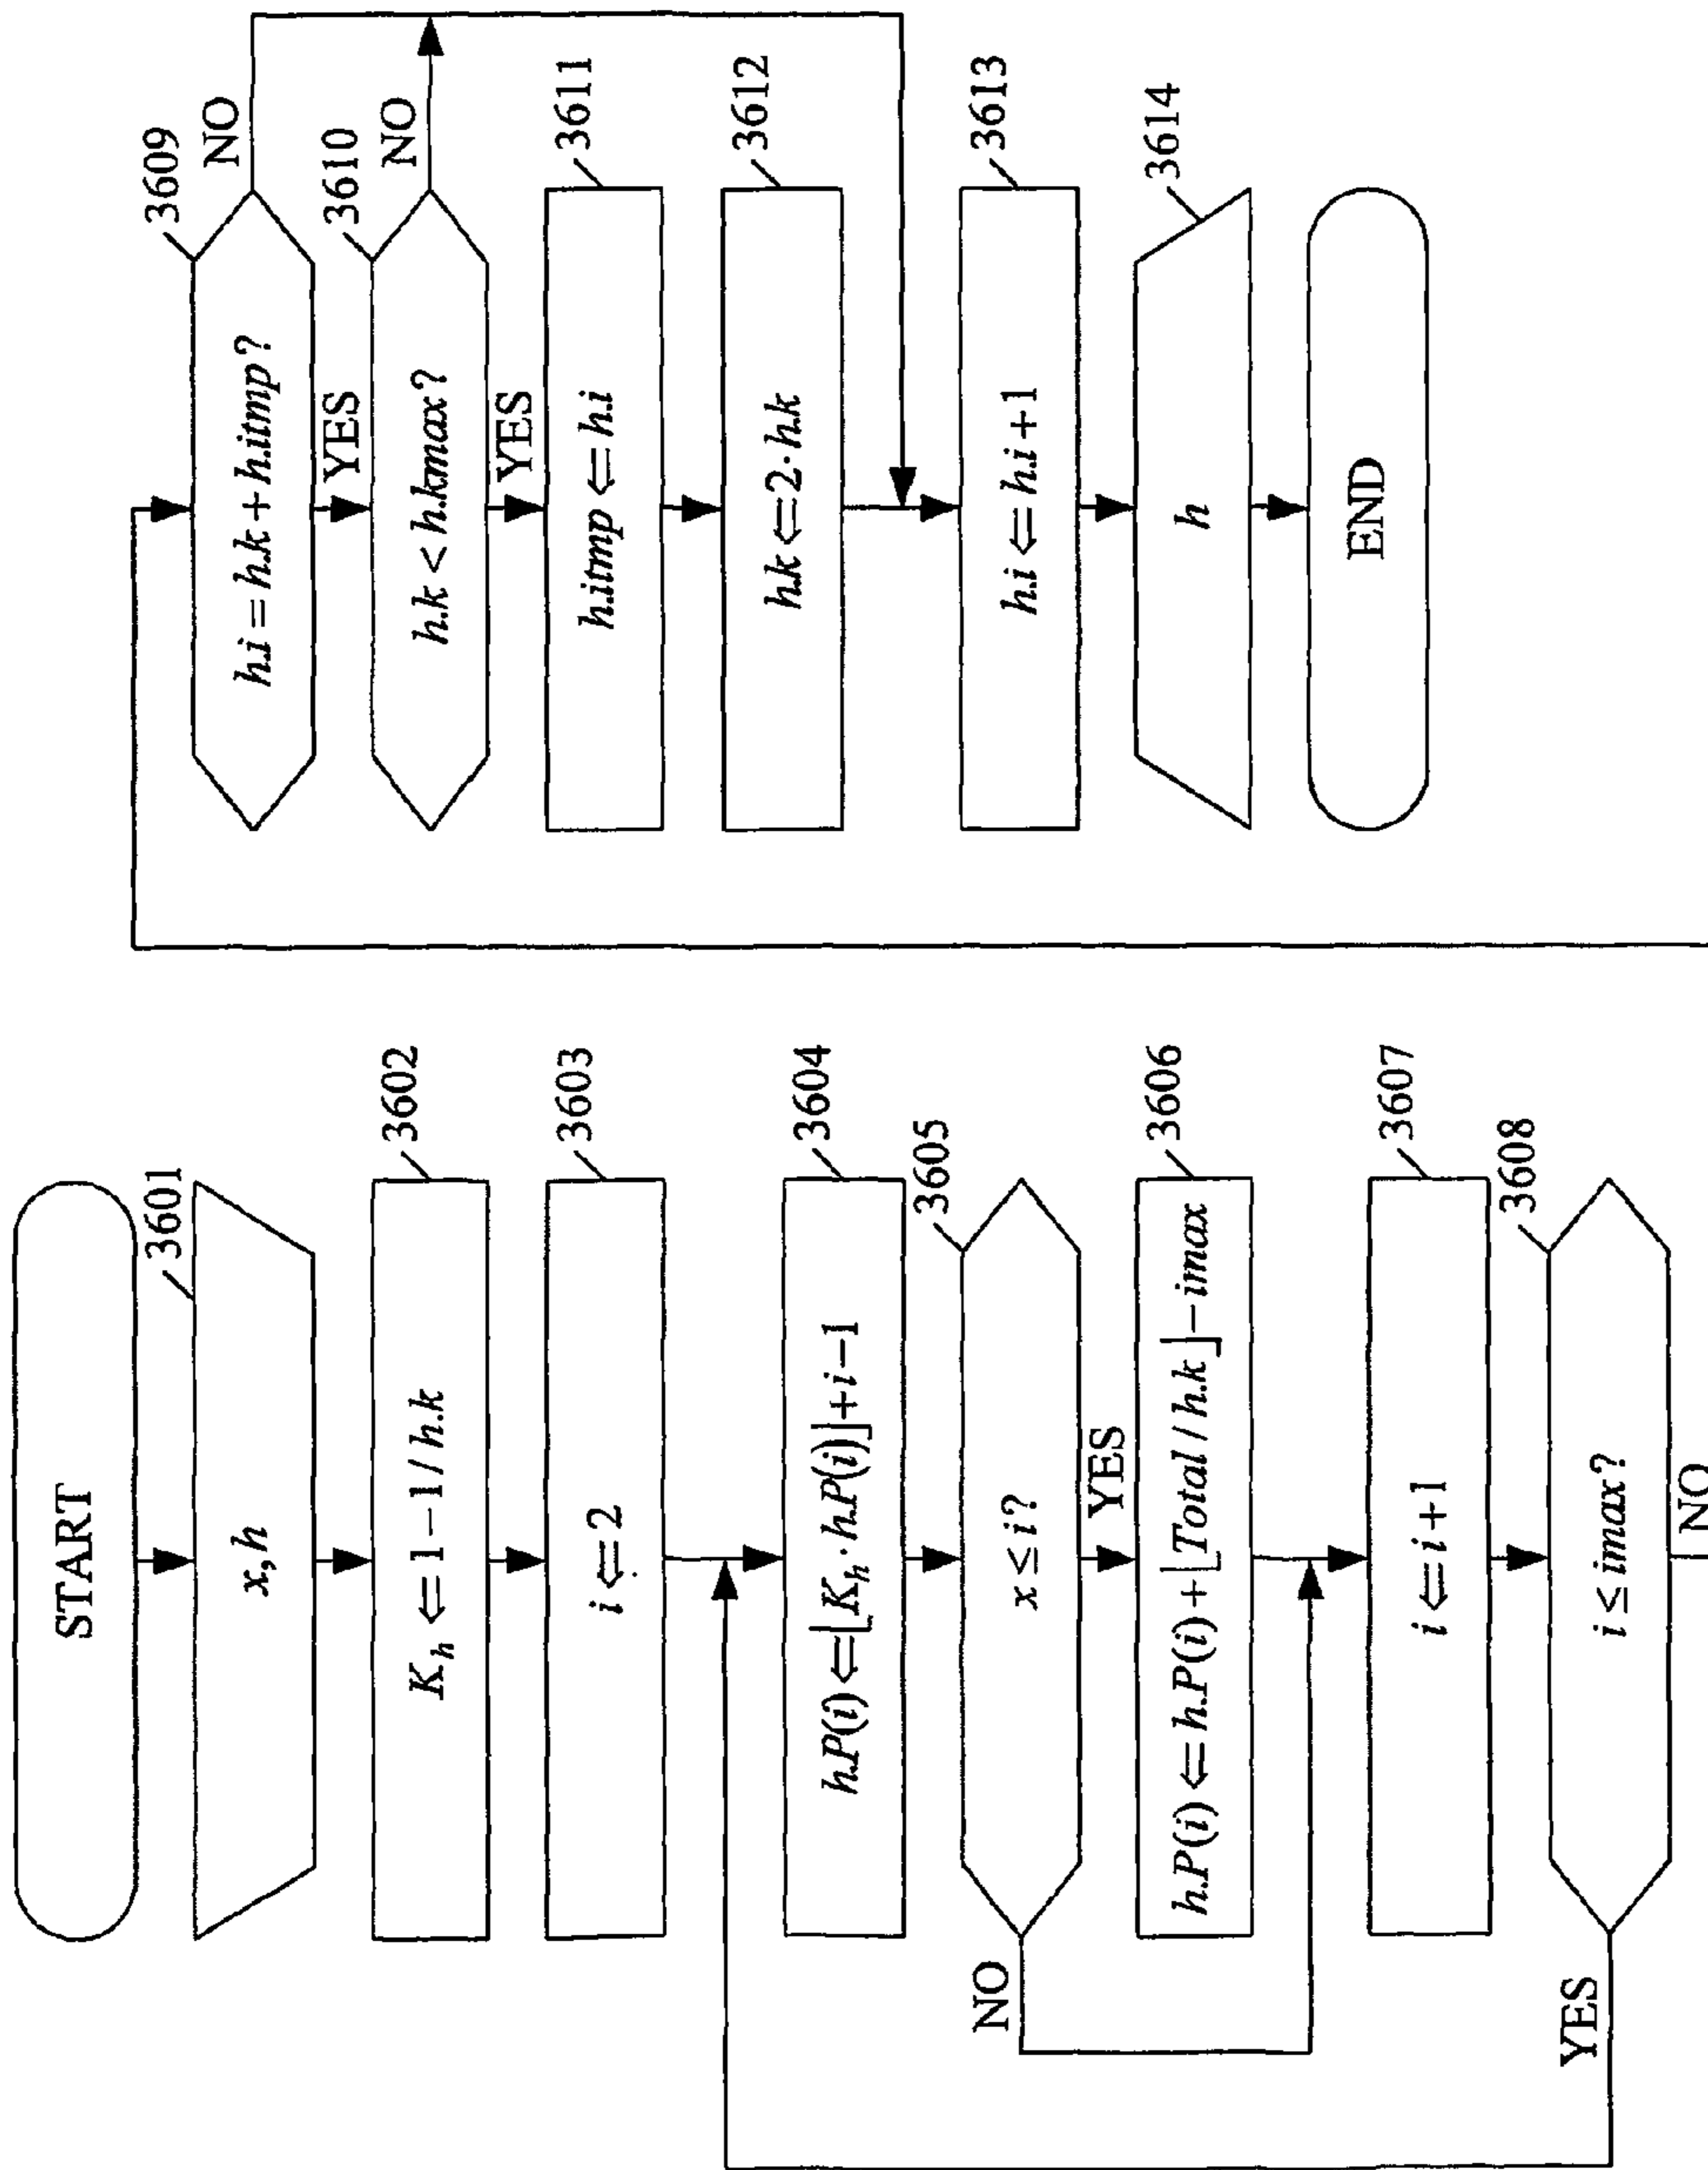 START
3601
x,h
3602
K_h ⇐ 1−1/h.k
3603
i ⇐ 2
3604
h.P(i) ⇐ ⌊K_h · h.P(i)⌋+i−1
3605
x ≤ i?
NO
YES
3606
h.P(i) ⇐ h.P(i)+⌊Total/h.k⌋−imax
3607
i ⇐ i+1
3608
i ≤ imax?
YES
NO
3609
h.i = h.k + h.itmp?
NO
YES
3610
h.k < h.kmax?
NO
YES
3611
h.itmp ⇐ h.i
3612
h.k ⇐ 2·h.k
3613
h.i ⇐ h.i+1
3614
h
END